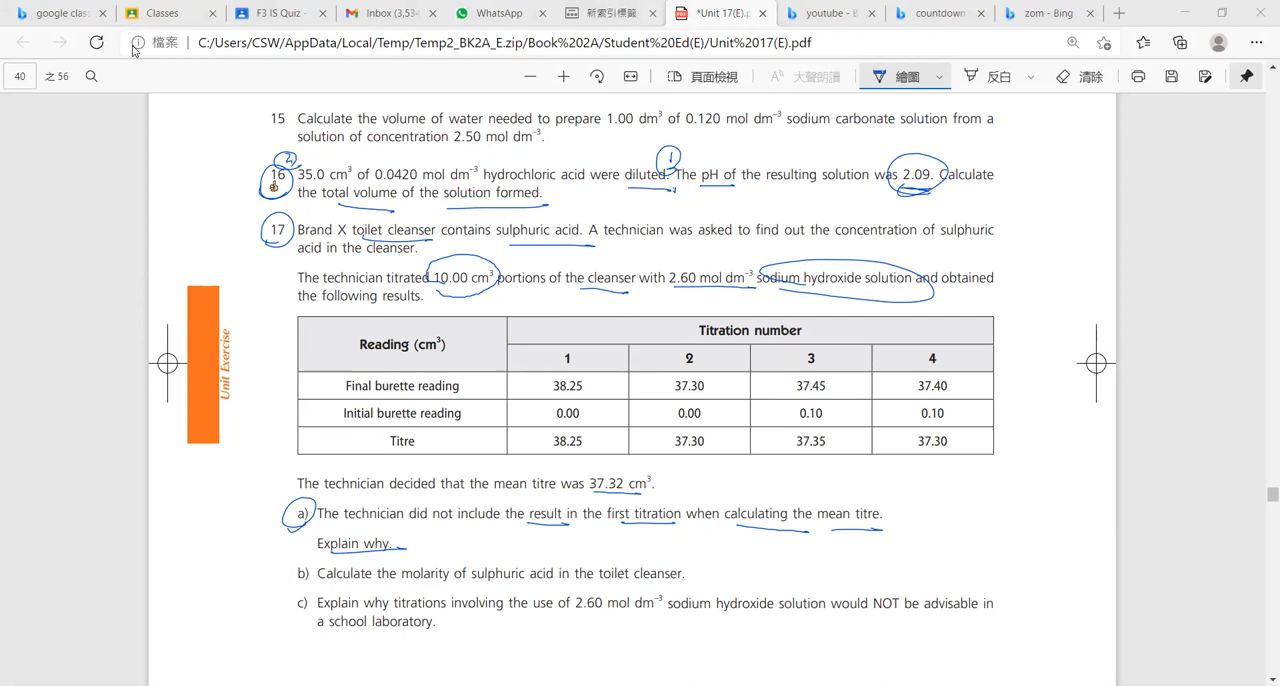 google class
Classes
F3 IS Quiz -
Inbox (3,534
WhatsApp
新索引標籤
*Unit 17(E).p
youtube - B
countdown
zom - Bing
檔案 C:/Users/CSW/AppData/Local/Temp/Temp2_BK2A_E.zip/Book%202A/Student%20Ed(E)/Unit%2017(E).pdf
40 之 56 頁面檢視 大聲朗讀 繪圖 反白 清除
15 Calculate the volume of water needed to prepare 1.00 dm³ of 0.120 mol dm⁻³ sodium carbonate solution from a
solution of concentration 2.50 mol dm⁻³.
2) 1
16 35.0 cm³ of 0.0420 mol dm⁻³ hydrochloric acid were diluted. The pH of the resulting solution was 2.09. Calculate
the total volume of the solution formed.
17 Brand X toilet cleanser contains sulphuric acid. A technician was asked to find out the concentration of sulphuric
acid in the cleanser.
The technician titrated 10.00 cm³ portions of the cleanser with 2.60 mol dm⁻³ sodium hydroxide solution and obtained
the following results.
Reading (cm³) Titration number
1 2 3 4
Final burette reading 38.25 37.30 37.45 37.40
Initial burette reading 0.00 0.00 0.10 0.10
Titre 38.25 37.30 37.35 37.30
Unit Exercise
The technician decided that the mean titre was 37.32 cm³.
a) The technician did not include the result in the first titration when calculating the mean titre.
Explain why.
b) Calculate the molarity of sulphuric acid in the toilet cleanser.
c) Explain why titrations involving the use of 2.60 mol dm⁻³ sodium hydroxide solution would NOT be advisable in
a school laboratory.